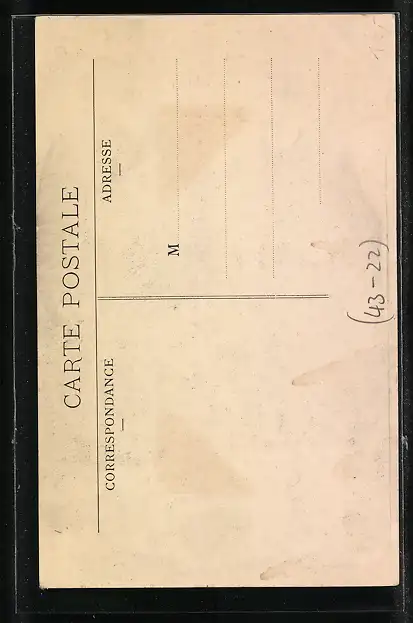 CARTE POSTALE
CORRESPONDANCE
ADRESSE
M
(43-22)